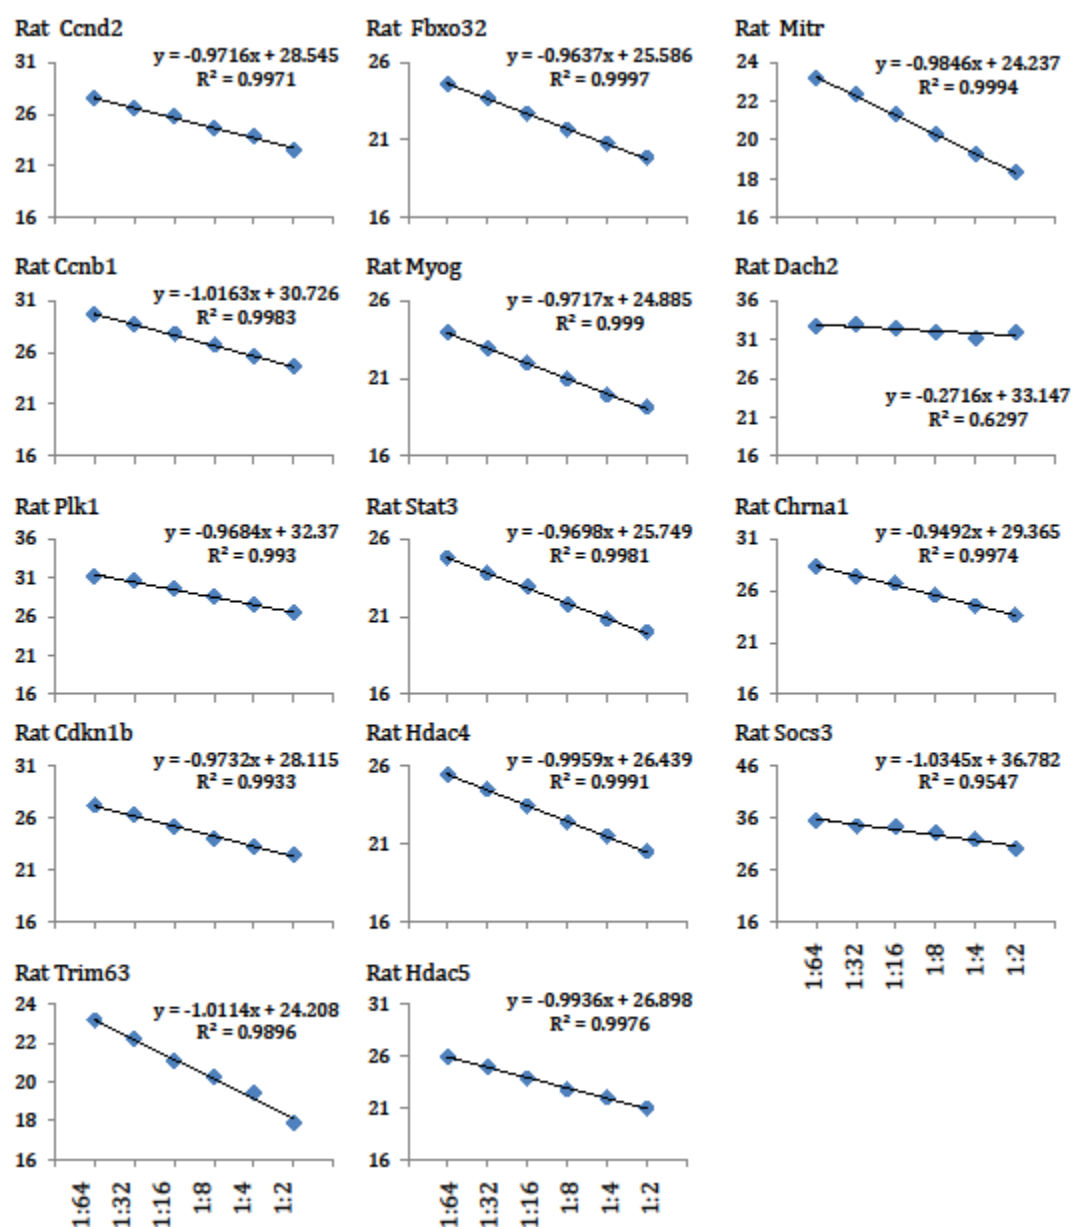 Rat Ccnd2
y = -0.9716x + 28.545
R² = 0.9971
31
26
21
16
Rat Fbxo32
y = -0.9637x + 25.586
R² = 0.9997
26
21
16
Rat Mitr
y = -0.9846x + 24.237
R² = 0.9994
24
22
20
18
16
Rat Ccnb1
y = -1.0163x + 30.726
R² = 0.9983
31
26
21
16
Rat Myog
y = -0.9717x + 24.885
R² = 0.999
26
21
16
Rat Dach2
36
31
26
21
16
y = -0.2716x + 33.147
R² = 0.6297
Rat Plk1
y = -0.9684x + 32.37
R² = 0.993
36
31
26
21
16
Rat Stat3
y = -0.9698x + 25.749
R² = 0.9981
26
21
16
Rat Chrna1
y = -0.9492x + 29.365
R² = 0.9974
31
26
21
16
Rat Cdkn1b
y = -0.9732x + 28.115
R² = 0.9933
31
26
21
16
Rat Hdac4
y = -0.9959x + 26.439
R² = 0.9991
26
21
16
Rat Socs3
y = -1.0345x + 36.782
R² = 0.9547
46
36
26
16
1:64
1:32
1:16
1:8
1:4
1:2
Rat Trim63
y = -1.0114x + 24.208
R² = 0.9896
24
22
20
18
16
1:64
1:32
1:16
1:8
1:4
1:2
Rat Hdac5
y = -0.9936x + 26.898
R² = 0.9976
31
26
21
16
1:64
1:32
1:16
1:8
1:4
1:2